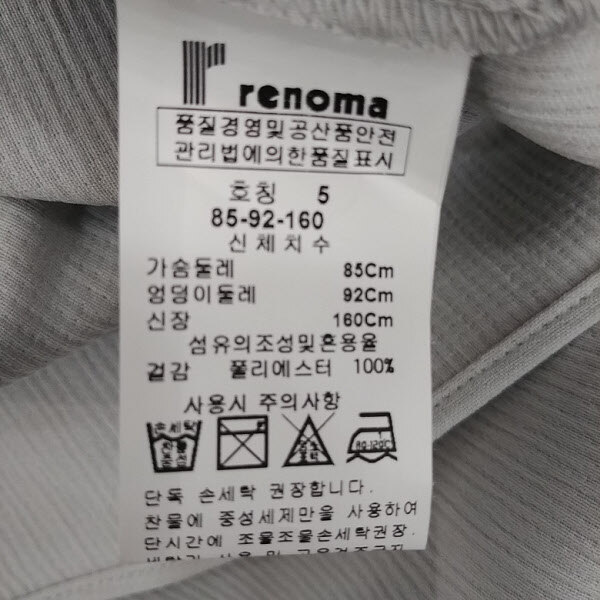 renoma
품질경영및공산품안전
관리법에의한품질표시
호칭 5
85-92-160
신체치수
가슴둘레 85Cm
엉덩이둘레 92Cm
신장 160Cm
섬유의조성및혼용율
겉감 폴리에스터 100%
사용시 주의사항
손세탁 80-120℃
단독 손세탁 권장합니다.
찬물에 중성세제만을 사용하여
단시간에 조물조물손세탁권장.